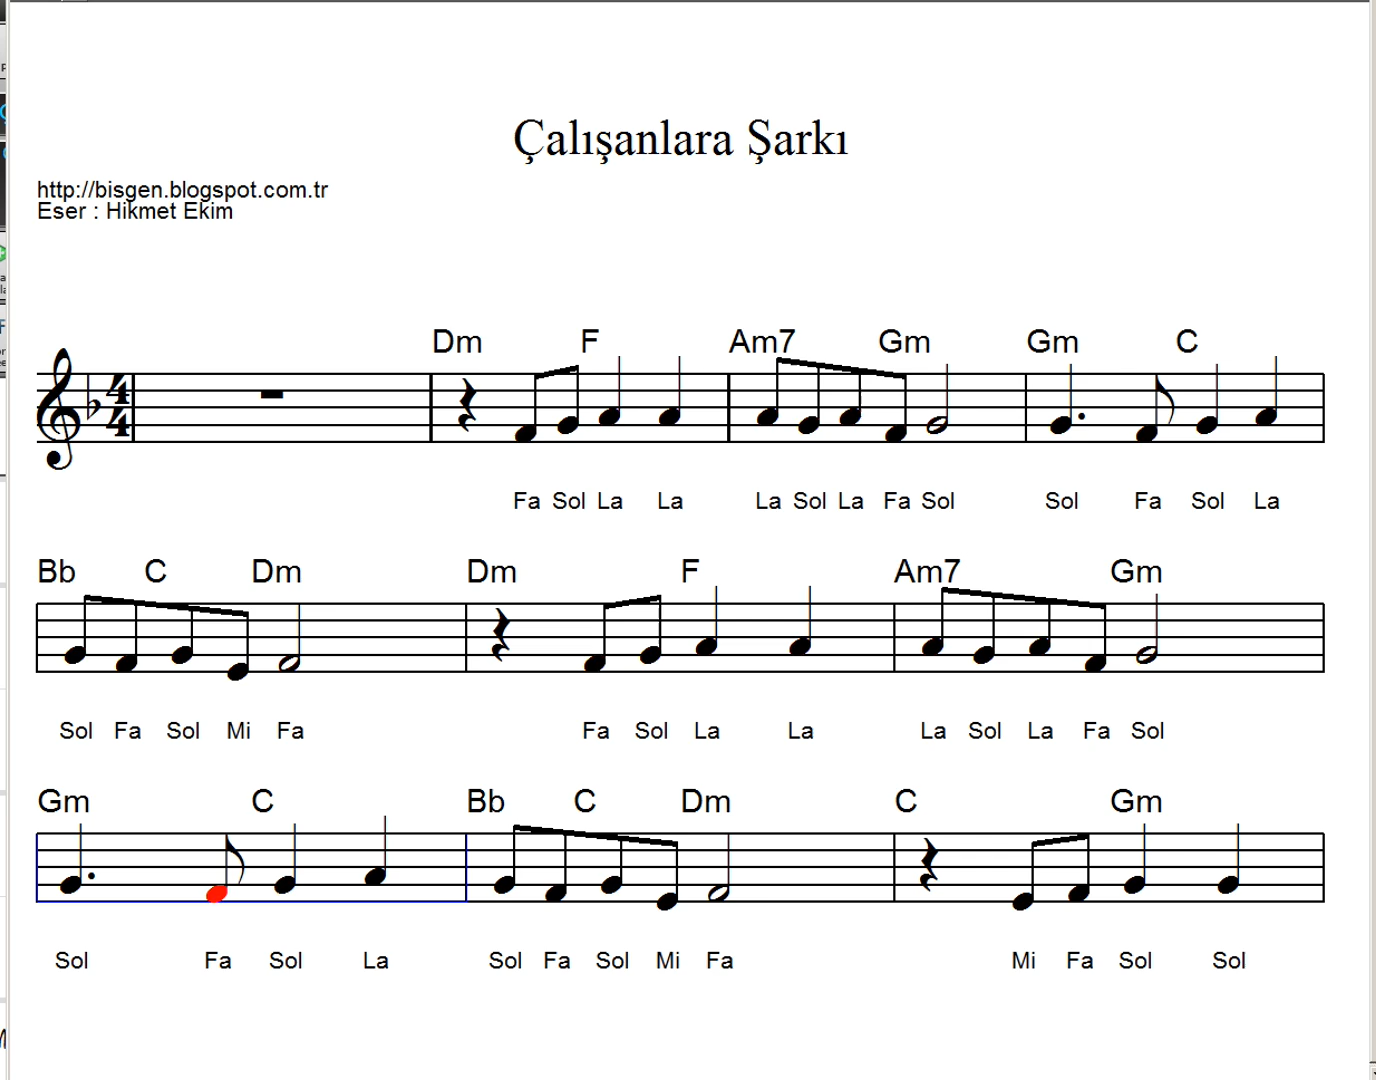 Çalışanlara Şarkı
http://bisgen.blogspot.com.tr
Eser : Hikmet Ekim
Dm F Am7 Gm Gm C
4
4
Fa Sol La La La Sol La Fa Sol Sol Fa Sol La
Bb C Dm Dm F Am7 Gm
Sol Fa Sol Mi Fa Fa Sol La La La Sol La Fa Sol
Gm C Bb C Dm C Gm
Sol Fa Sol La Sol Fa Sol Mi Fa Mi Fa Sol Sol